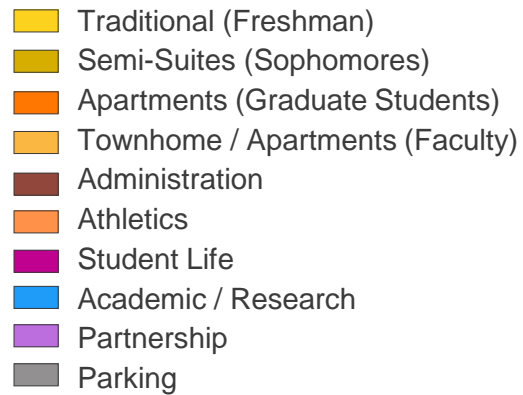 Traditional (Freshman)
Semi-Suites (Sophomores)
Apartments (Graduate Students)
Townhome / Apartments (Faculty)
Administration
Athletics
Student Life
Academic / Research
Partnership
Parking